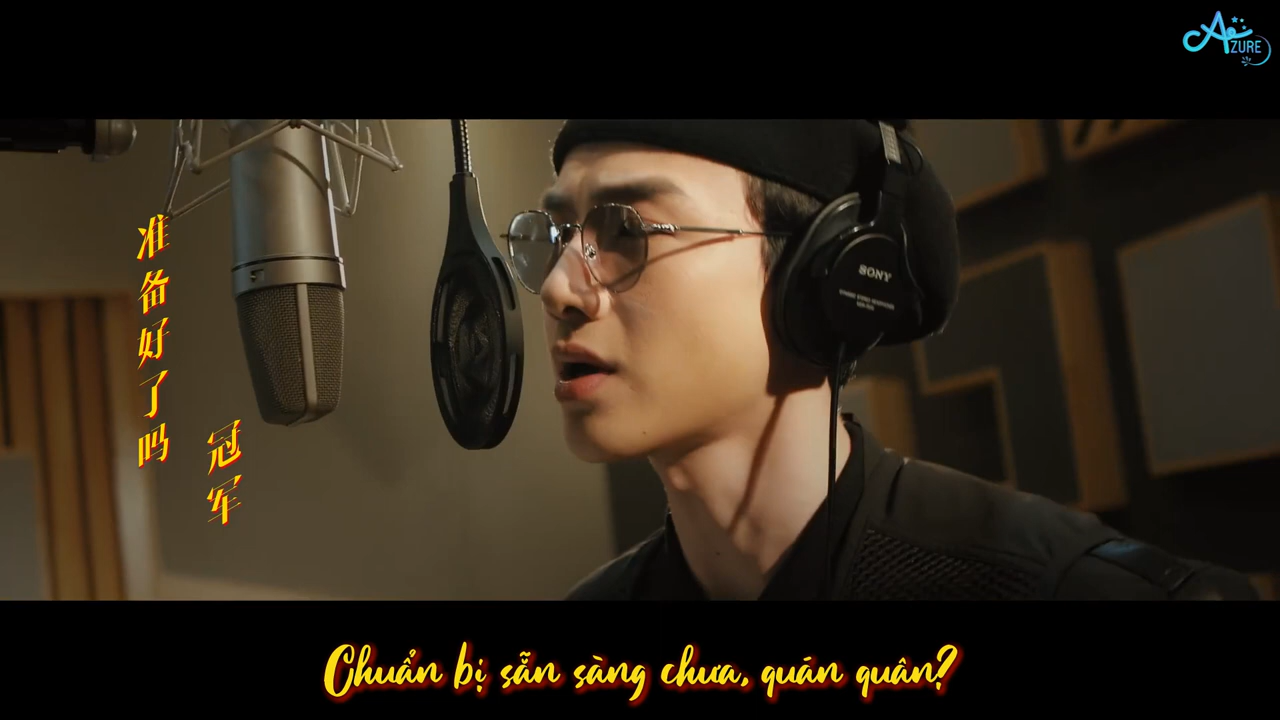 Azure
准备好了吗
冠军
SONY
Chuẩn bị sẵn sàng chưa, quán quân?